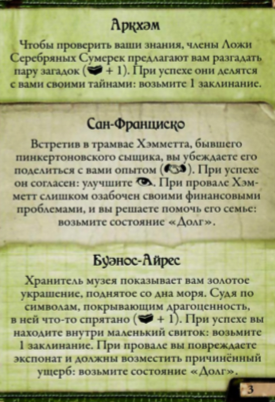 Аркхэм
Чтобы проверить ваши знания, члены Ложи
Серебряных Сумерек предлагают вам разгадать
пару загадок ( + 1). При успехе они делятся
с вами своими тайнами: возьмите 1 заклинание.
Сан-Франциско
Встретив в трамвае Хэмметта, бывшего
пинкертоновского сыщика, вы убеждаете его
поделиться с вами опытом ( ). При успехе
он согласен: улучшите . При провале Хэм-
метт слишком озабочен своими финансовыми
проблемами, и вы решаете помочь его семье:
возьмите состояние «Долг».
Буэнос-Айрес
Хранитель музея показывает вам золотое
украшение, поднятое со дна моря. Судя по
символам, покрывающим драгоценность,
в ней что-то спрятано ( + 1). При успехе вы
находите внутри маленький свиток: возьмите
1 заклинание. При провале вы повреждаете
экспонат и должны возместить причинённый
ущерб: возьмите состояние «Долг».
3